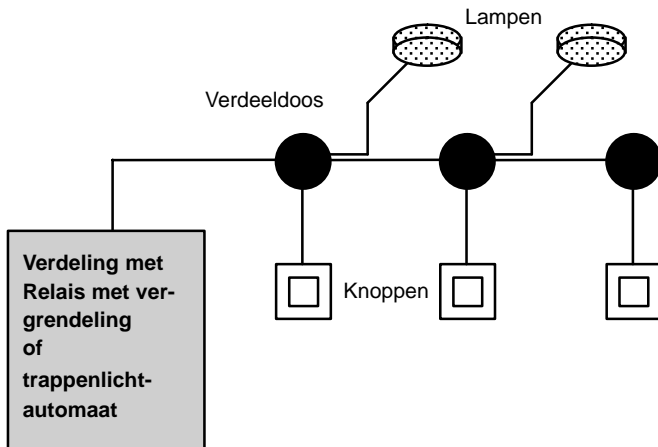 Lampen
Verdeeldoos
Knoppen
Verdeling met
Relais met ver-
grendeling
of
trappenlicht-
automaat